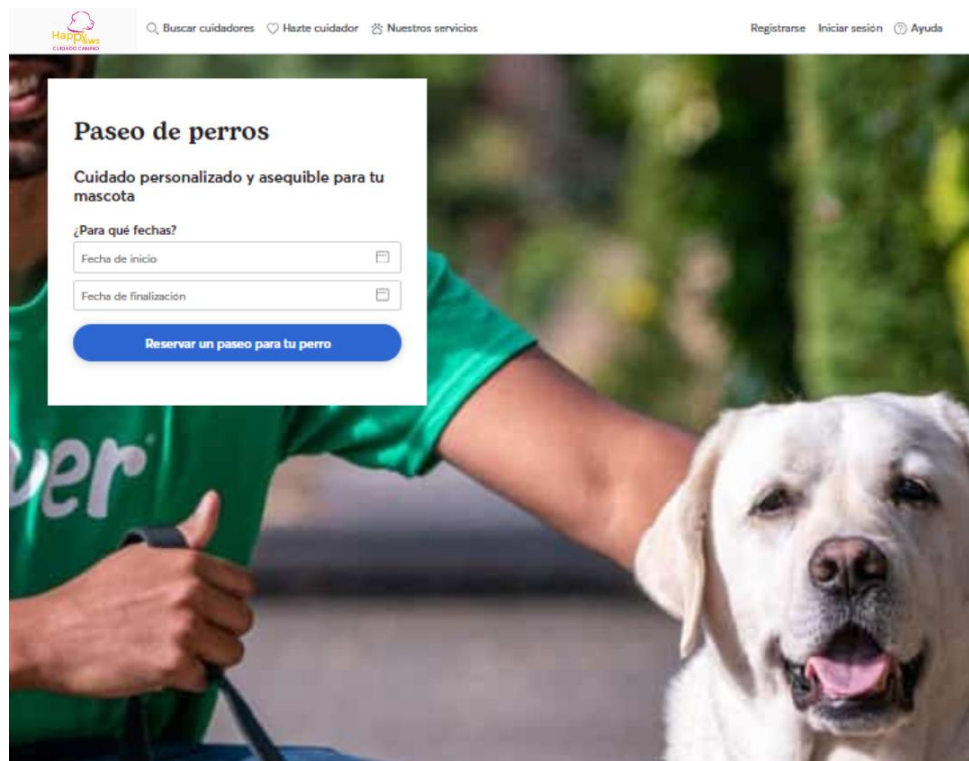 Happy Paws
CUIDADO CANINO
Buscar cuidadores
Hazte cuidador
Nuestros servicios
Registrarse
Iniciar sesión
Ayuda
Paseo de perros
Cuidado personalizado y asequible para tu
mascota
¿Para qué fechas?
Fecha de inicio
Fecha de finalización
Reservar un paseo para tu perro
ver